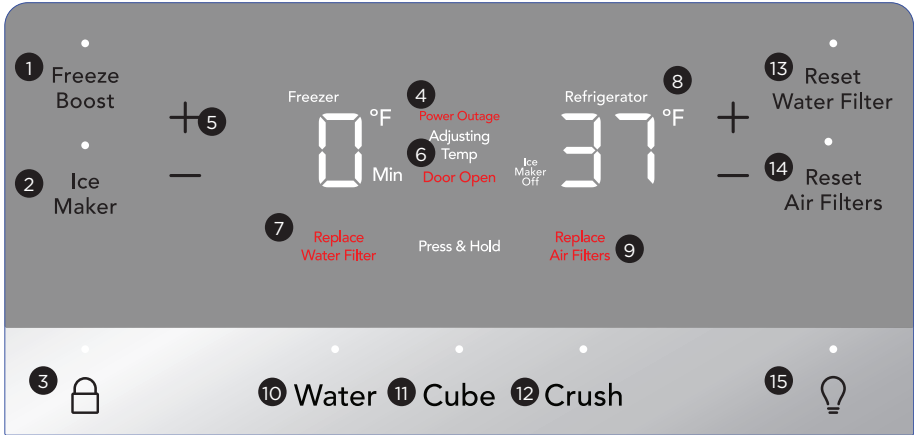 1
Freeze
Boost
+
5
−
2
Ice
Maker
Freezer
0 °F
Min
4
Power Outage
Adjusting
6
Temp
Door Open
Ice
Maker
Off
Refrigerator
8
37 °F
+
−
13
Reset
Water Filter
14
Reset
Air Filters
7
Replace
Water Filter
Press & Hold
Replace
Air Filters
9
3
10 Water
11 Cube
12 Crush
15